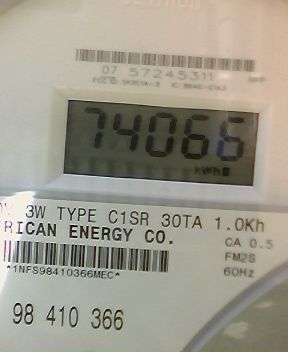 07 57245311
74066
kWh
3W TYPE C1SR 30TA 1.0Kh
RICAN ENERGY CO.
CA 0.5
FM2S
60Hz
*1NFS98410366MEC*
98 410 366